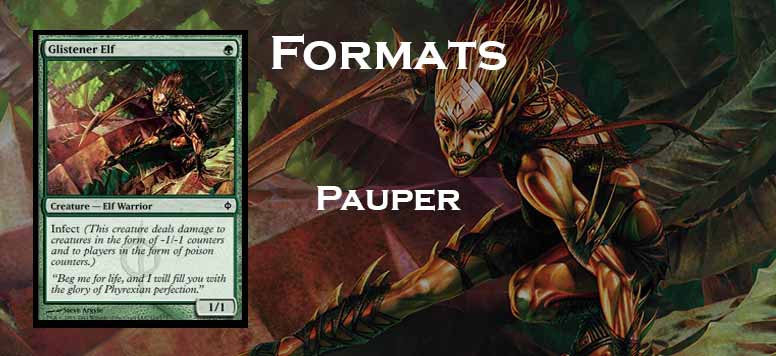 Glistener Elf
Formats
Pauper
Creature — Elf Warrior
Infect (This creature deals damage to
creatures in the form of -1/-1 counters
and to players in the form of poison
counters.)
"Beg me for life, and I will fill you with
the glory of Phyrexian perfection."
1/1
Steve Argyle